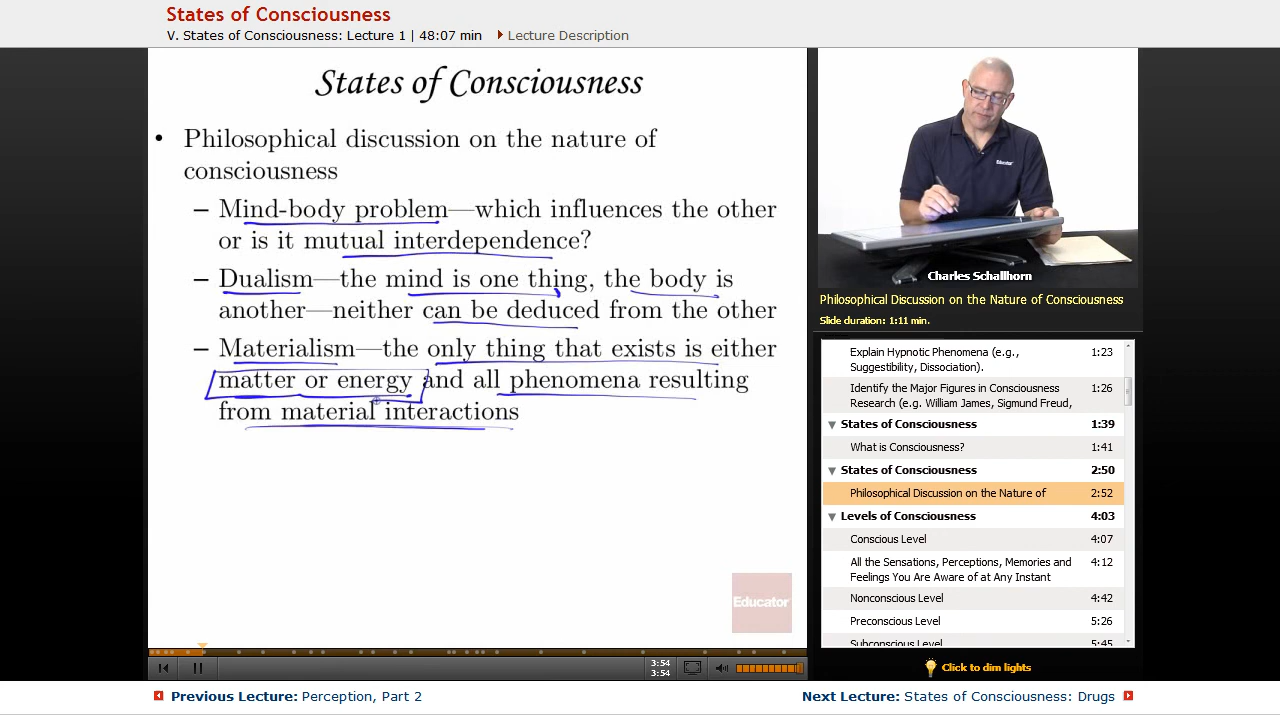 States of Consciousness
V. States of Consciousness: Lecture 1 | 48:07 min
Lecture Description
States of Consciousness
• Philosophical discussion on the nature of
consciousness
– Mind-body problem—which influences the other
or is it mutual interdependence?
– Dualism—the mind is one thing, the body is
another—neither can be deduced from the other
– Materialism—the only thing that exists is either
matter or energy and all phenomena resulting
from material interactions
Educator
3:54
3:54
Educator
Charles Schallhorn
Philosophical Discussion on the Nature of Consciousness
Slide duration: 1:11 min.
Explain Hypnotic Phenomena (e.g., 1:23
Suggestibility, Dissociation).
Identify the Major Figures in Consciousness 1:26
Research (e.g. William James, Sigmund Freud,
States of Consciousness 1:39
What is Consciousness? 1:41
States of Consciousness 2:50
Philosophical Discussion on the Nature of 2:52
Levels of Consciousness 4:03
Conscious Level 4:07
All the Sensations, Perceptions, Memories and 4:12
Feelings You Are Aware of at Any Instant
Nonconscious Level 4:42
Preconscious Level 5:26
Subconscious Level 5:45
Click to dim lights
Previous Lecture: Perception, Part 2
Next Lecture: States of Consciousness: Drugs